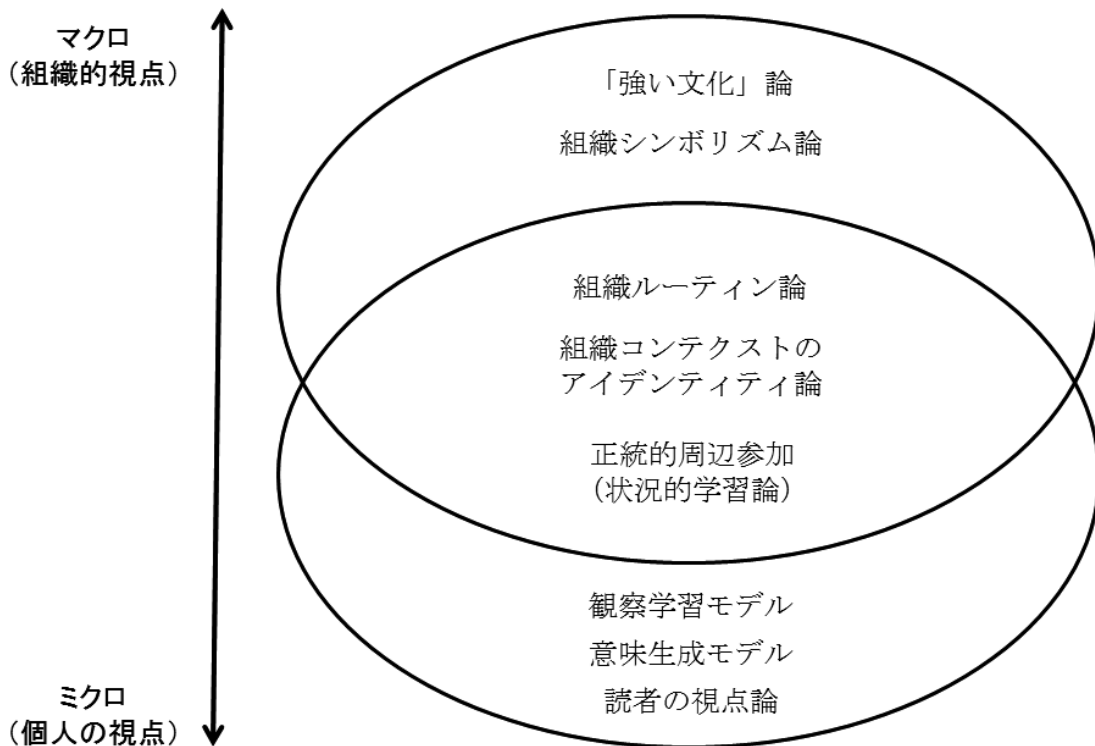 マクロ
（組織的視点）
「強い文化」論
組織シンボリズム論
組織ルーティン論
組織コンテクストの
アイデンティティ論
正統的周辺参加
（状況的学習論）
観察学習モデル
意味生成モデル
読者の視点論
ミクロ
（個人の視点）